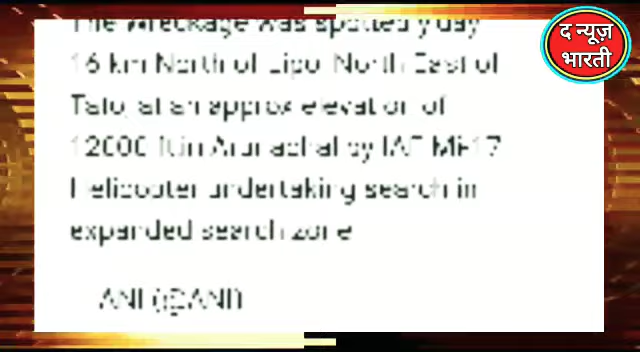 The wreckage was spotted y'day
16 km North of Lipo, North East of
Tato, at an approx elevation of
12000 ft in Arunachal by IAF Mi-17
Helicopter undertaking search in
expanded search zone
ANI (@ANI)
द न्यूज़
भारती